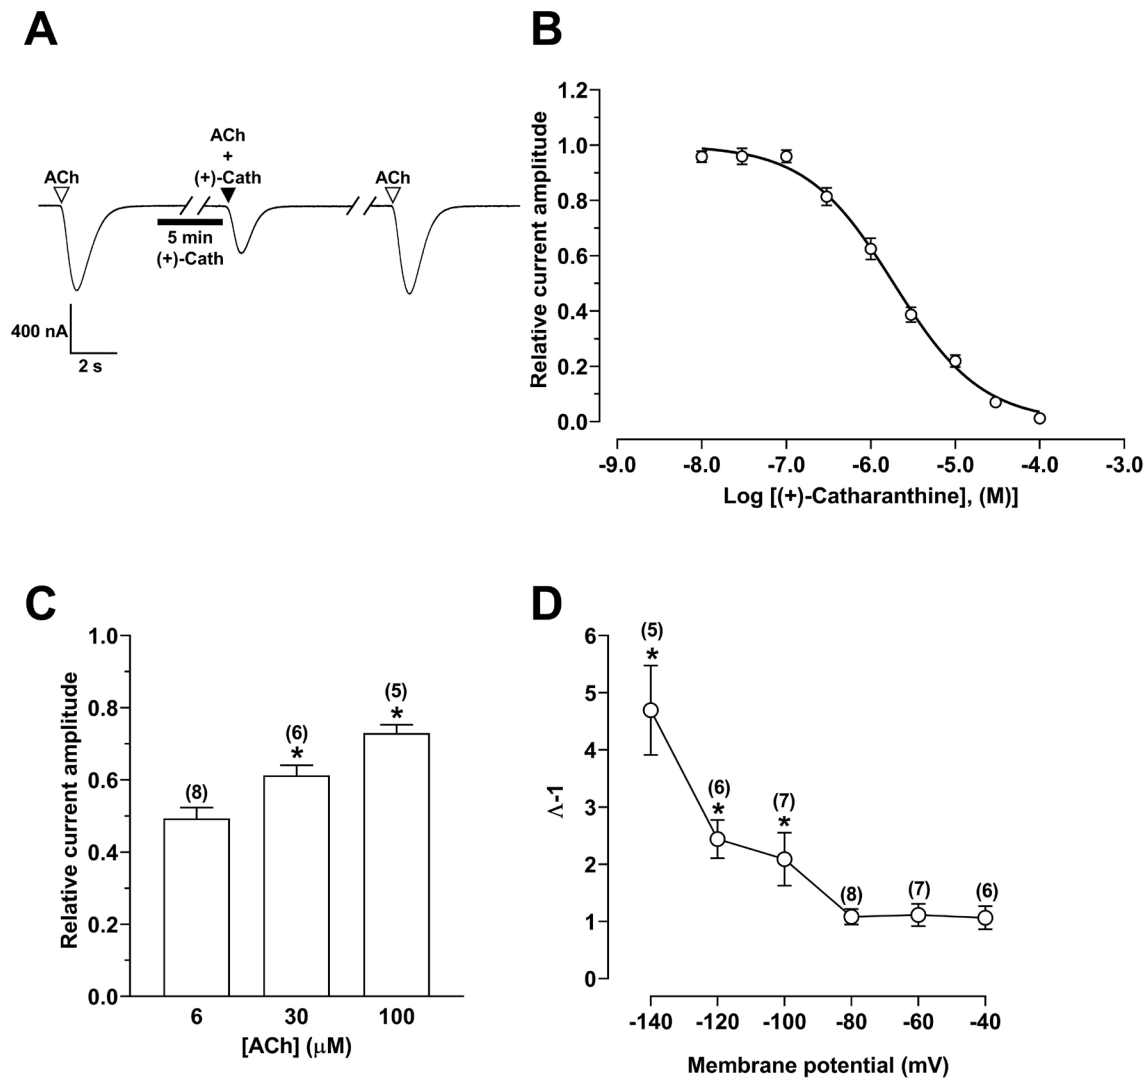 A
ACh
ACh
+
(+)-Cath
ACh
5 min
(+)-Cath
400 nA
2 s
B
Relative current amplitude
1.2
1.0
0.8
0.6
0.4
0.2
0.0
-9.0 -8.0 -7.0 -6.0 -5.0 -4.0 -3.0
Log [(+)-Catharanthine], (M)]
C
Relative current amplitude
1.0
0.8
0.6
0.4
0.2
0.0
(8)
(6)
*
(5)
*
6 30 100
[ACh] (μM)
D
Λ-1
6
5
4
3
2
1
0
(5)
*
(6)
*
(7)
*
(8)
(7)
(6)
-140 -120 -100 -80 -60 -40
Membrane potential (mV)